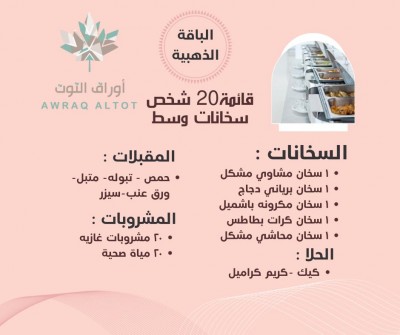 الباقة
الذهبية
أوراق التوت
AWRAQ ALTOT
قائمة 20 شخص
سخانات وسط
السخانات :
• ١ سخان مشاوي مشكل
• ١ سخان برياني دجاج
• ١ سخان مكرونه باشميل
• ١ سخان كرات بطاطس
• ١ سخان محاشي مشكل
الحلا :
• كيك -كريم كراميل
المقبلات :
• حمص - تبوله- متبل-
ورق عنب-سيزر
المشروبات :
• ٢٠ مشروبات غازيه
• ٢٠ مياة صحية